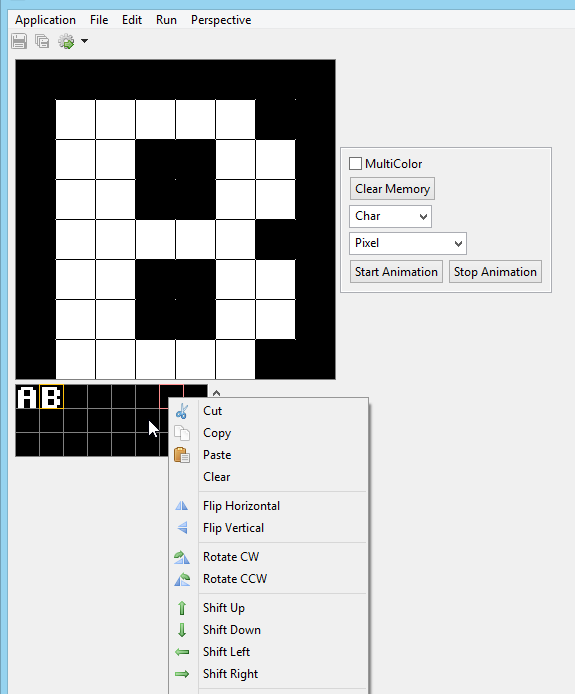 Application File Edit Run Perspective
MultiColor
Clear Memory
Char
Pixel
Start Animation Stop Animation
AB
Cut
Copy
Paste
Clear
Flip Horizontal
Flip Vertical
Rotate CW
Rotate CCW
Shift Up
Shift Down
Shift Left
Shift Right